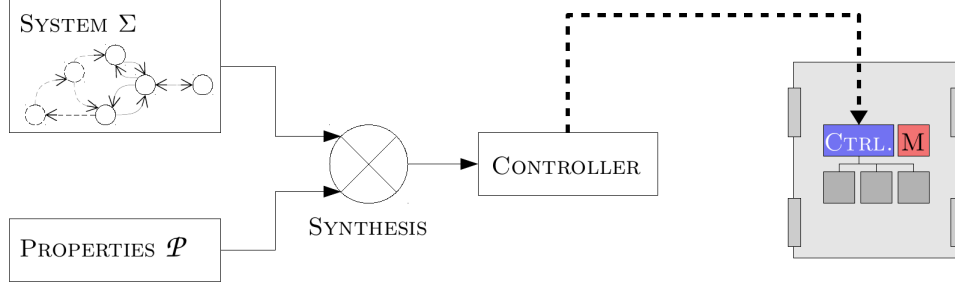 SYSTEM Σ
CONTROLLER
CTRL. M
SYNTHESIS
PROPERTIES 𝒫